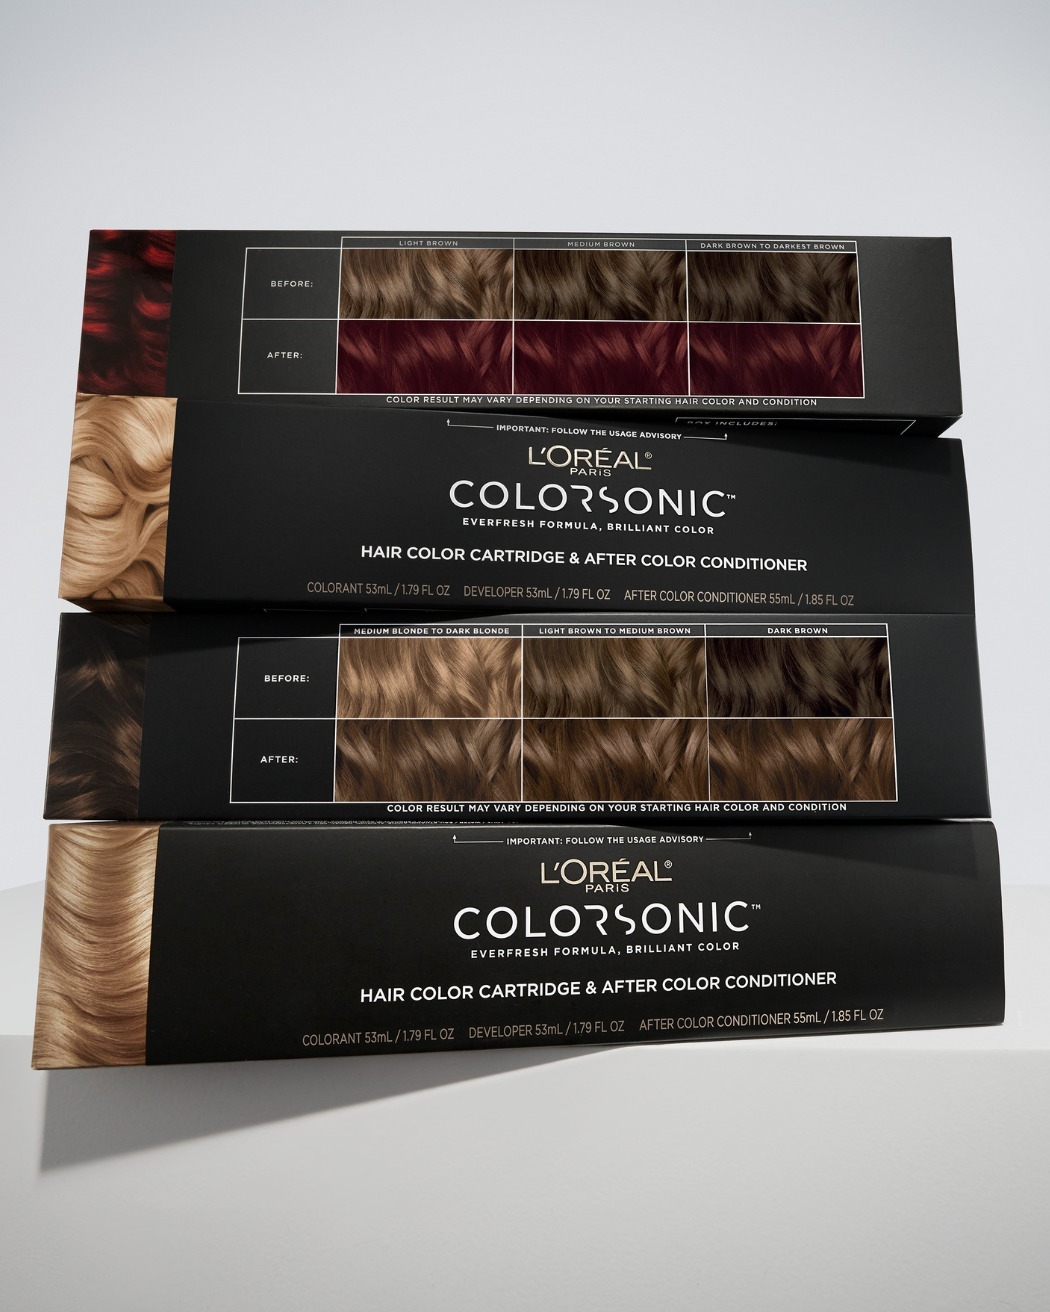 LIGHT BROWN MEDIUM BROWN DARK BROWN TO DARKEST BROWN
BEFORE:
AFTER:
COLOR RESULT MAY VARY DEPENDING ON YOUR STARTING HAIR COLOR AND CONDITION
BOX INCLUDES:
IMPORTANT: FOLLOW THE USAGE ADVISORY
L'ORÉAL®
PARIS
COLORSONIC™
EVERFRESH FORMULA, BRILLIANT COLOR
HAIR COLOR CARTRIDGE & AFTER COLOR CONDITIONER
COLORANT 53mL / 1.79 FL OZ DEVELOPER 53mL / 1.79 FL OZ AFTER COLOR CONDITIONER 55mL / 1.85 FL OZ
MEDIUM BLONDE TO DARK BLONDE LIGHT BROWN TO MEDIUM BROWN DARK BROWN
BEFORE:
AFTER:
COLOR RESULT MAY VARY DEPENDING ON YOUR STARTING HAIR COLOR AND CONDITION
IMPORTANT: FOLLOW THE USAGE ADVISORY
L'ORÉAL®
PARIS
COLORSONIC™
EVERFRESH FORMULA, BRILLIANT COLOR
HAIR COLOR CARTRIDGE & AFTER COLOR CONDITIONER
COLORANT 53mL / 1.79 FL OZ DEVELOPER 53mL / 1.79 FL OZ AFTER COLOR CONDITIONER 55mL / 1.85 FL OZ